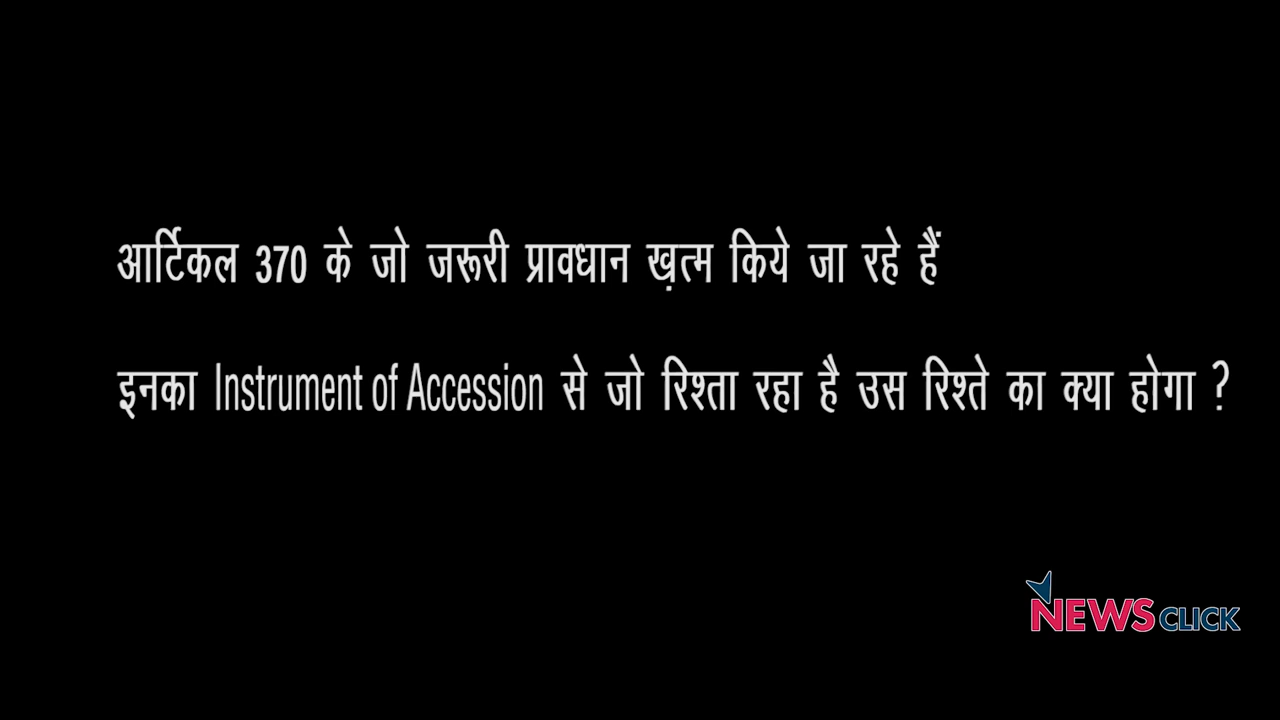 आर्टिकल 370 के जो जरूरी प्रावधान ख़त्म किये जा रहे हैं
इनका Instrument of Accession से जो रिश्ता रहा है उस रिश्ते का क्या होगा ?
NEWSCLICK